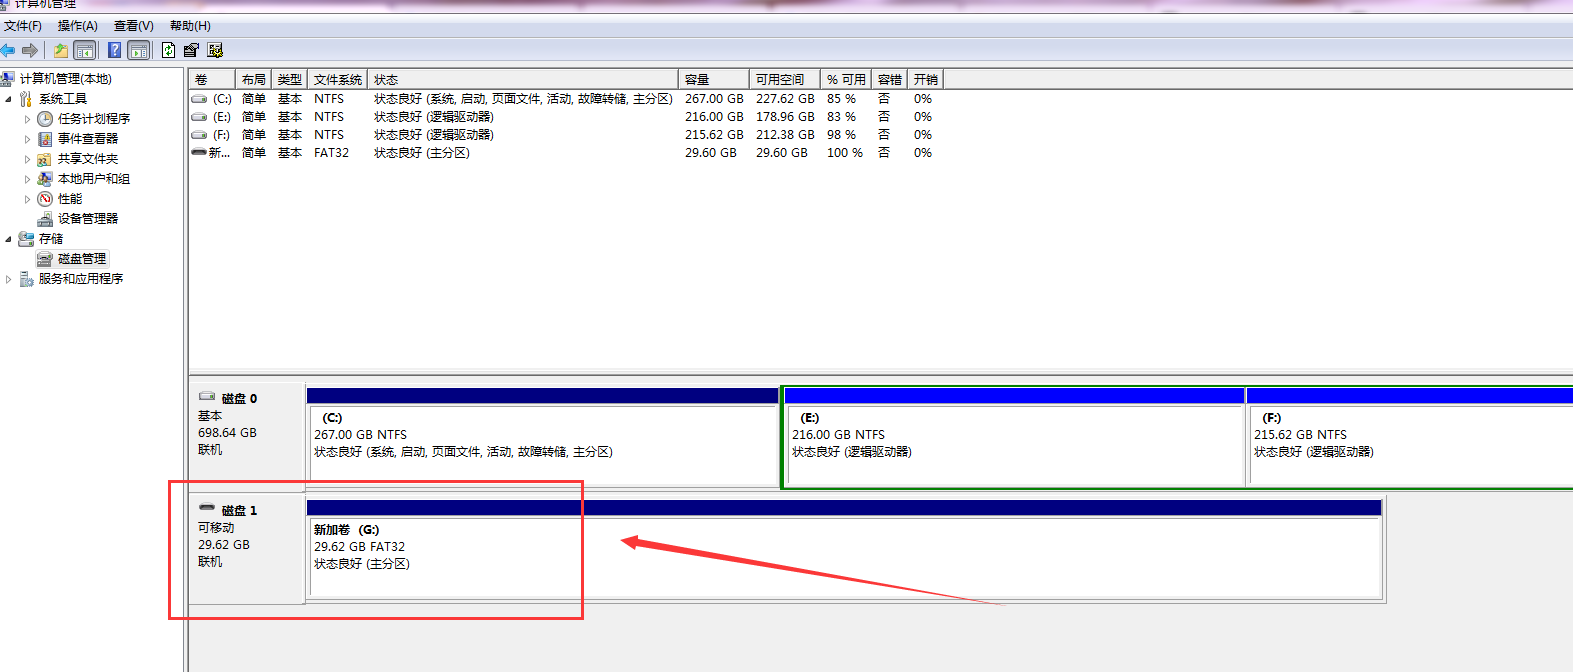 计算机管理
文件(F) 操作(A) 查看(V) 帮助(H)
计算机管理(本地)
系统工具
任务计划程序
事件查看器
共享文件夹
本地用户和组
性能
设备管理器
存储
磁盘管理
服务和应用程序
卷 布局 类型 文件系统 状态 容量 可用空间 % 可用 容错 开销
(C:) 简单 基本 NTFS 状态良好 (系统, 启动, 页面文件, 活动, 故障转储, 主分区) 267.00 GB 227.62 GB 85 % 否 0%
(E:) 简单 基本 NTFS 状态良好 (逻辑驱动器) 216.00 GB 178.96 GB 83 % 否 0%
(F:) 简单 基本 NTFS 状态良好 (逻辑驱动器) 215.62 GB 212.38 GB 98 % 否 0%
新... 简单 基本 FAT32 状态良好 (主分区) 29.60 GB 29.60 GB 100 % 否 0%
磁盘 0
基本
698.64 GB
联机
(C:)
267.00 GB NTFS
状态良好 (系统, 启动, 页面文件, 活动, 故障转储, 主分区)
(E:)
216.00 GB NTFS
状态良好 (逻辑驱动器)
(F:)
215.62 GB NTFS
状态良好 (逻辑驱动器)
磁盘 1
可移动
29.62 GB
联机
新加卷 (G:)
29.62 GB FAT32
状态良好 (主分区)